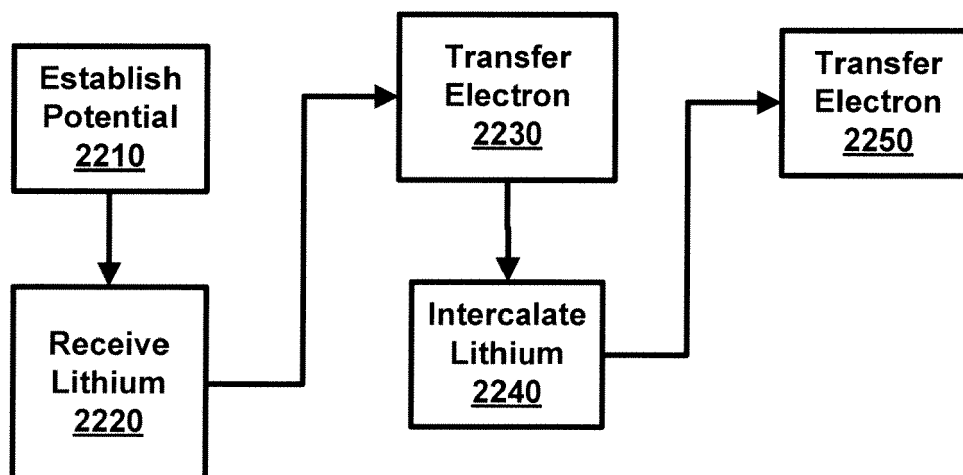 Establish
Potential
2210
Receive
Lithium
2220
Transfer
Electron
2230
Intercalate
Lithium
2240
Transfer
Electron
2250